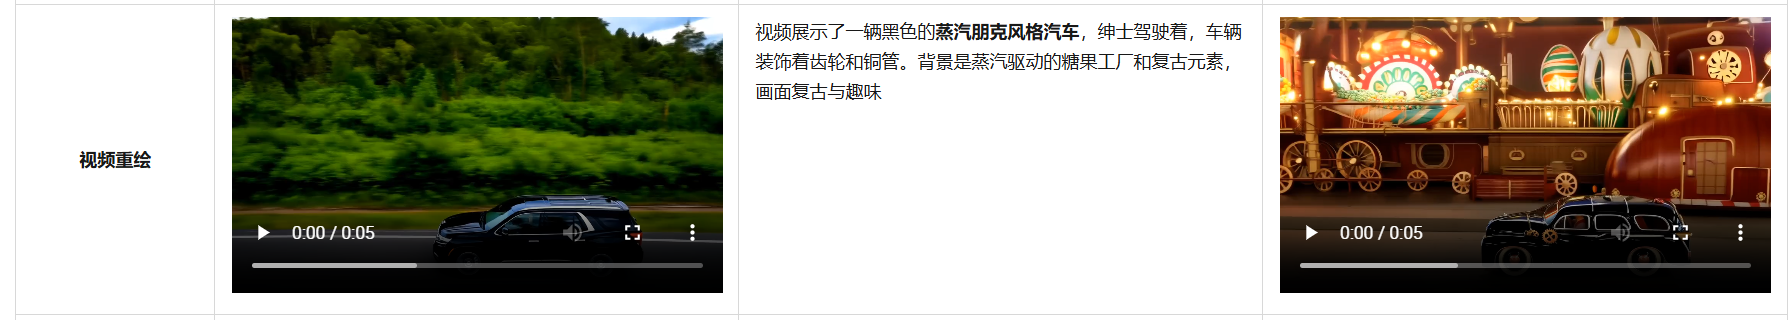 视频重绘
0:00 / 0:05
视频展示了一辆黑色的蒸汽朋克风格汽车，绅士驾驶着，车辆
装饰着齿轮和铜管。背景是蒸汽驱动的糖果工厂和复古元素，
画面复古与趣味
0:00 / 0:05